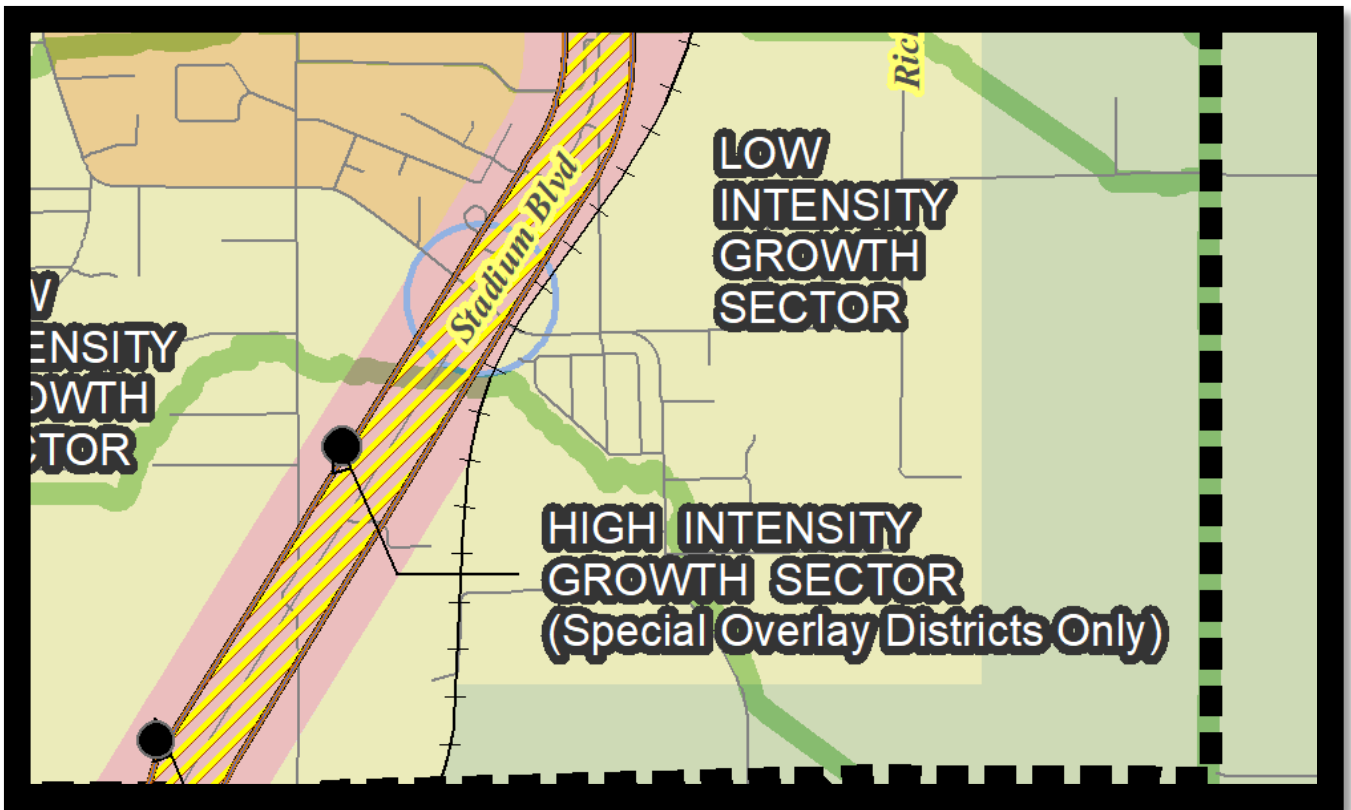 Stadium Blvd
LOW
INTENSITY
GROWTH
SECTOR
HIGH INTENSITY
GROWTH SECTOR
(Special Overlay Districts Only)